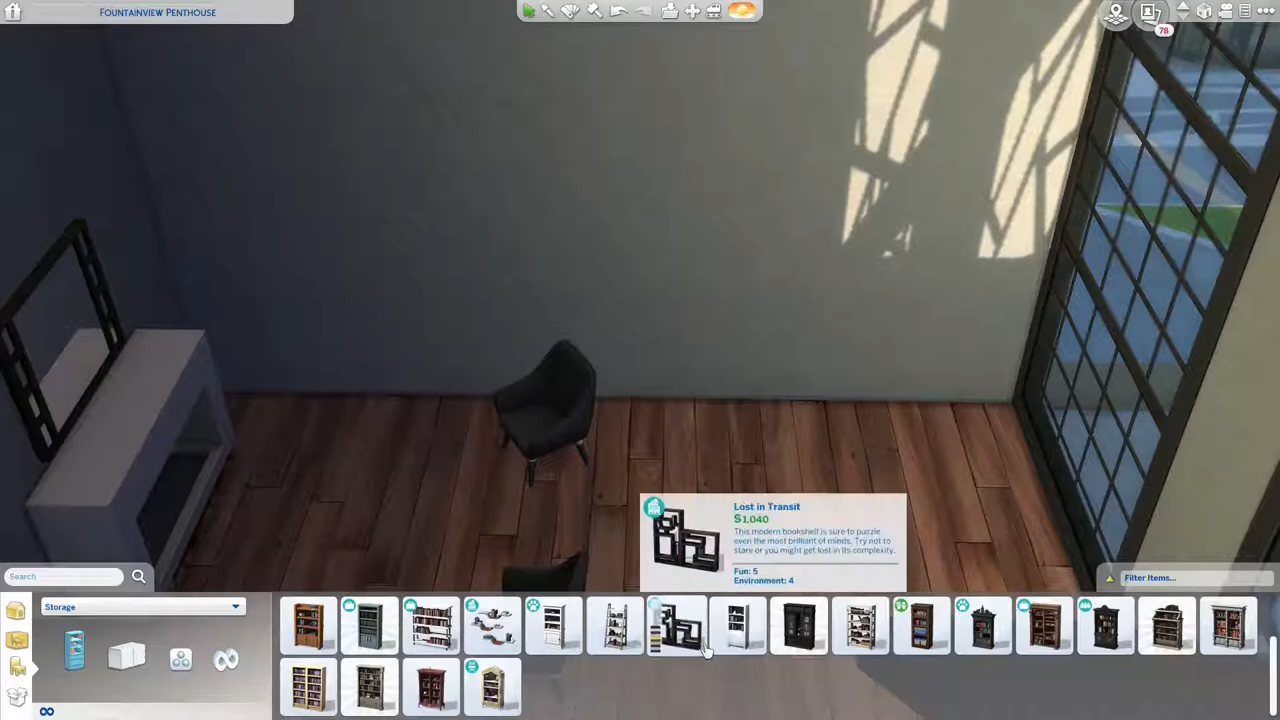 Fountainview Penthouse
78
Lost in Transit
§1,040
This modern bookshelf is sure to puzzle
even the most brilliant of minds. Try not to
stare or you might get lost in its complexity.
Fun: 5
Environment: 4
Search
Filter Items...
Storage